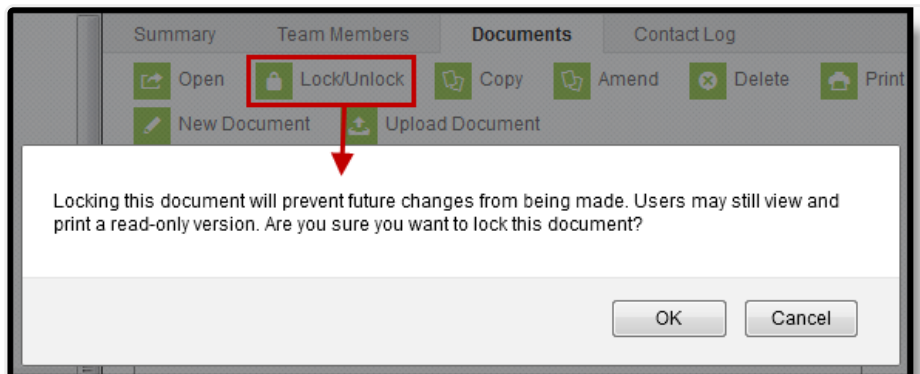 Summary Team Members Documents Contact Log
Open Lock/Unlock Copy Amend Delete Print
New Document Upload Document
Locking this document will prevent future changes from being made. Users may still view and
print a read-only version. Are you sure you want to lock this document?
OK Cancel